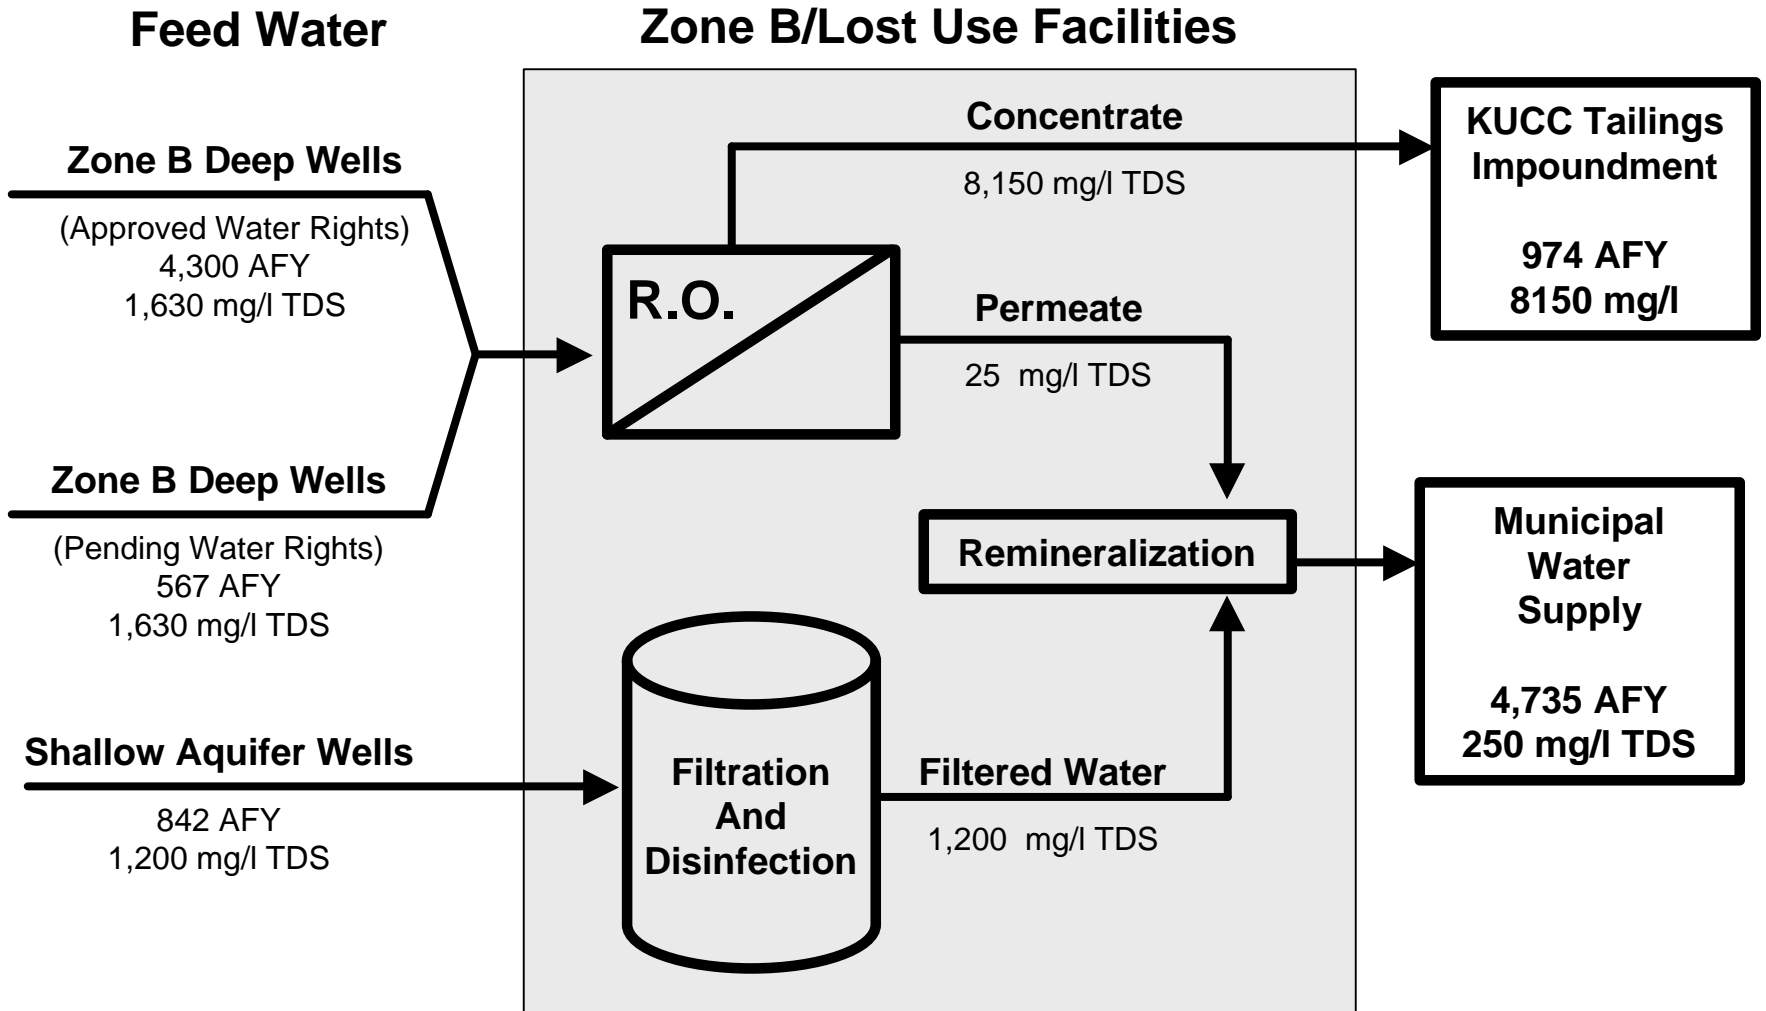 Feed Water
Zone B/Lost Use Facilities
Zone B Deep Wells
(Approved Water Rights)
4,300 AFY
1,630 mg/l TDS
Zone B Deep Wells
(Pending Water Rights)
567 AFY
1,630 mg/l TDS
Shallow Aquifer Wells
842 AFY
1,200 mg/l TDS
R.O.
Concentrate
8,150 mg/l TDS
Permeate
25 mg/l TDS
Remineralization
Filtration
And
Disinfection
Filtered Water
1,200 mg/l TDS
KUCC Tailings
Impoundment
974 AFY
8150 mg/l
Municipal
Water
Supply
4,735 AFY
250 mg/l TDS